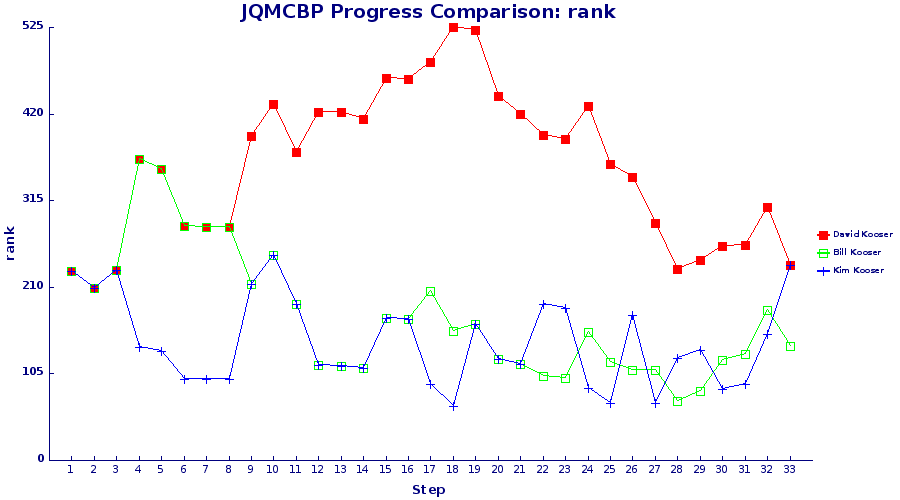 JQMCBP Progress Comparison: rank
525
420
315
210
105
0
rank
1 2 3 4 5 6 7 8 9 10 11 12 13 14 15 16 17 18 19 20 21 22 23 24 25 26 27 28 29 30 31 32 33
Step
David Kooser
Bill Kooser
Kim Kooser